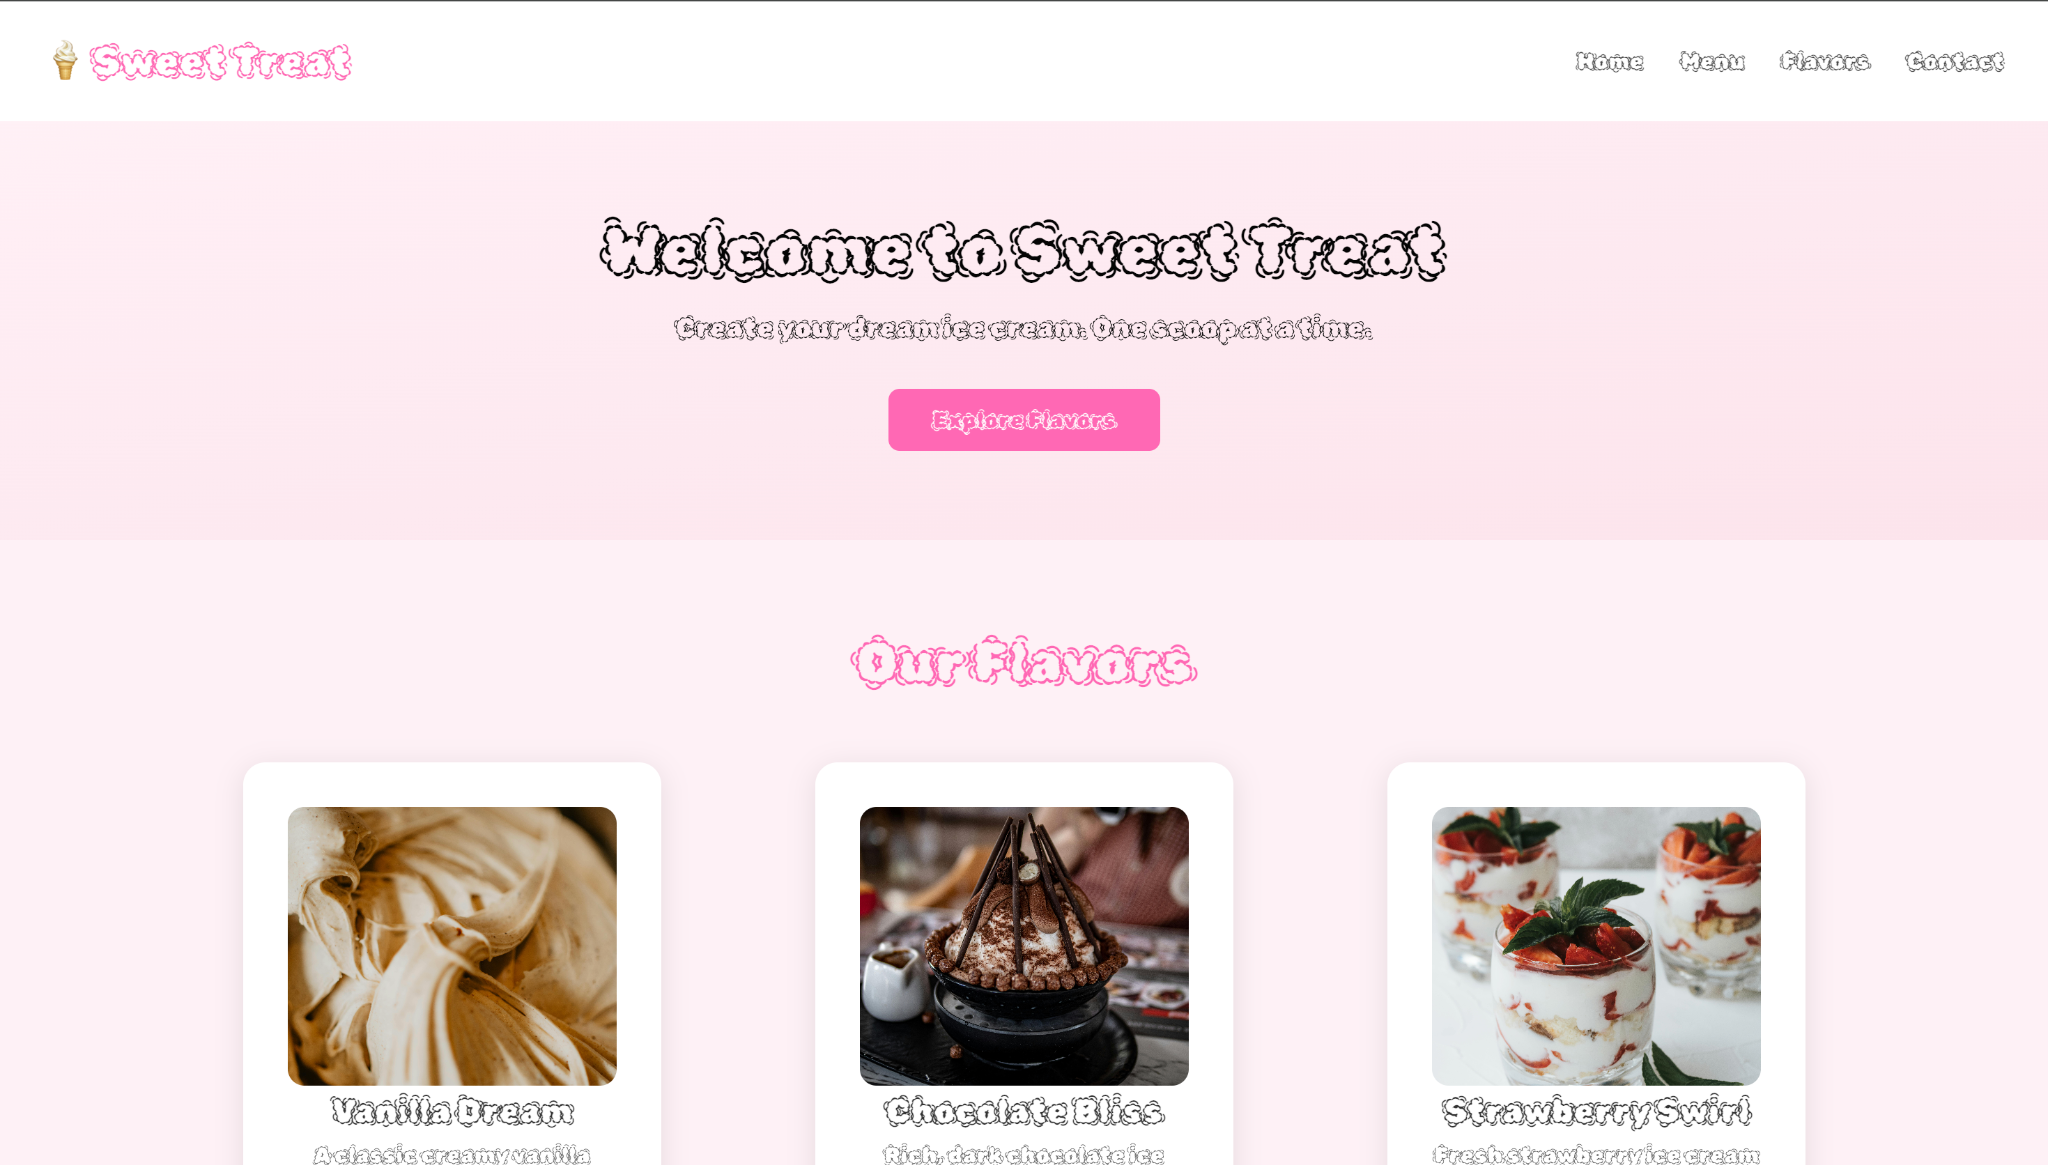 Sweet Treat
Home Menu Flavors Contact
Welcome to Sweet Treat
Create your dream ice cream. One scoop at a time.
Explore Flavors
Our Flavors
Vanilla Dream
A classic creamy vanilla
Chocolate Bliss
Rich, dark chocolate ice
Strawberry Swirl
Fresh strawberry ice cream